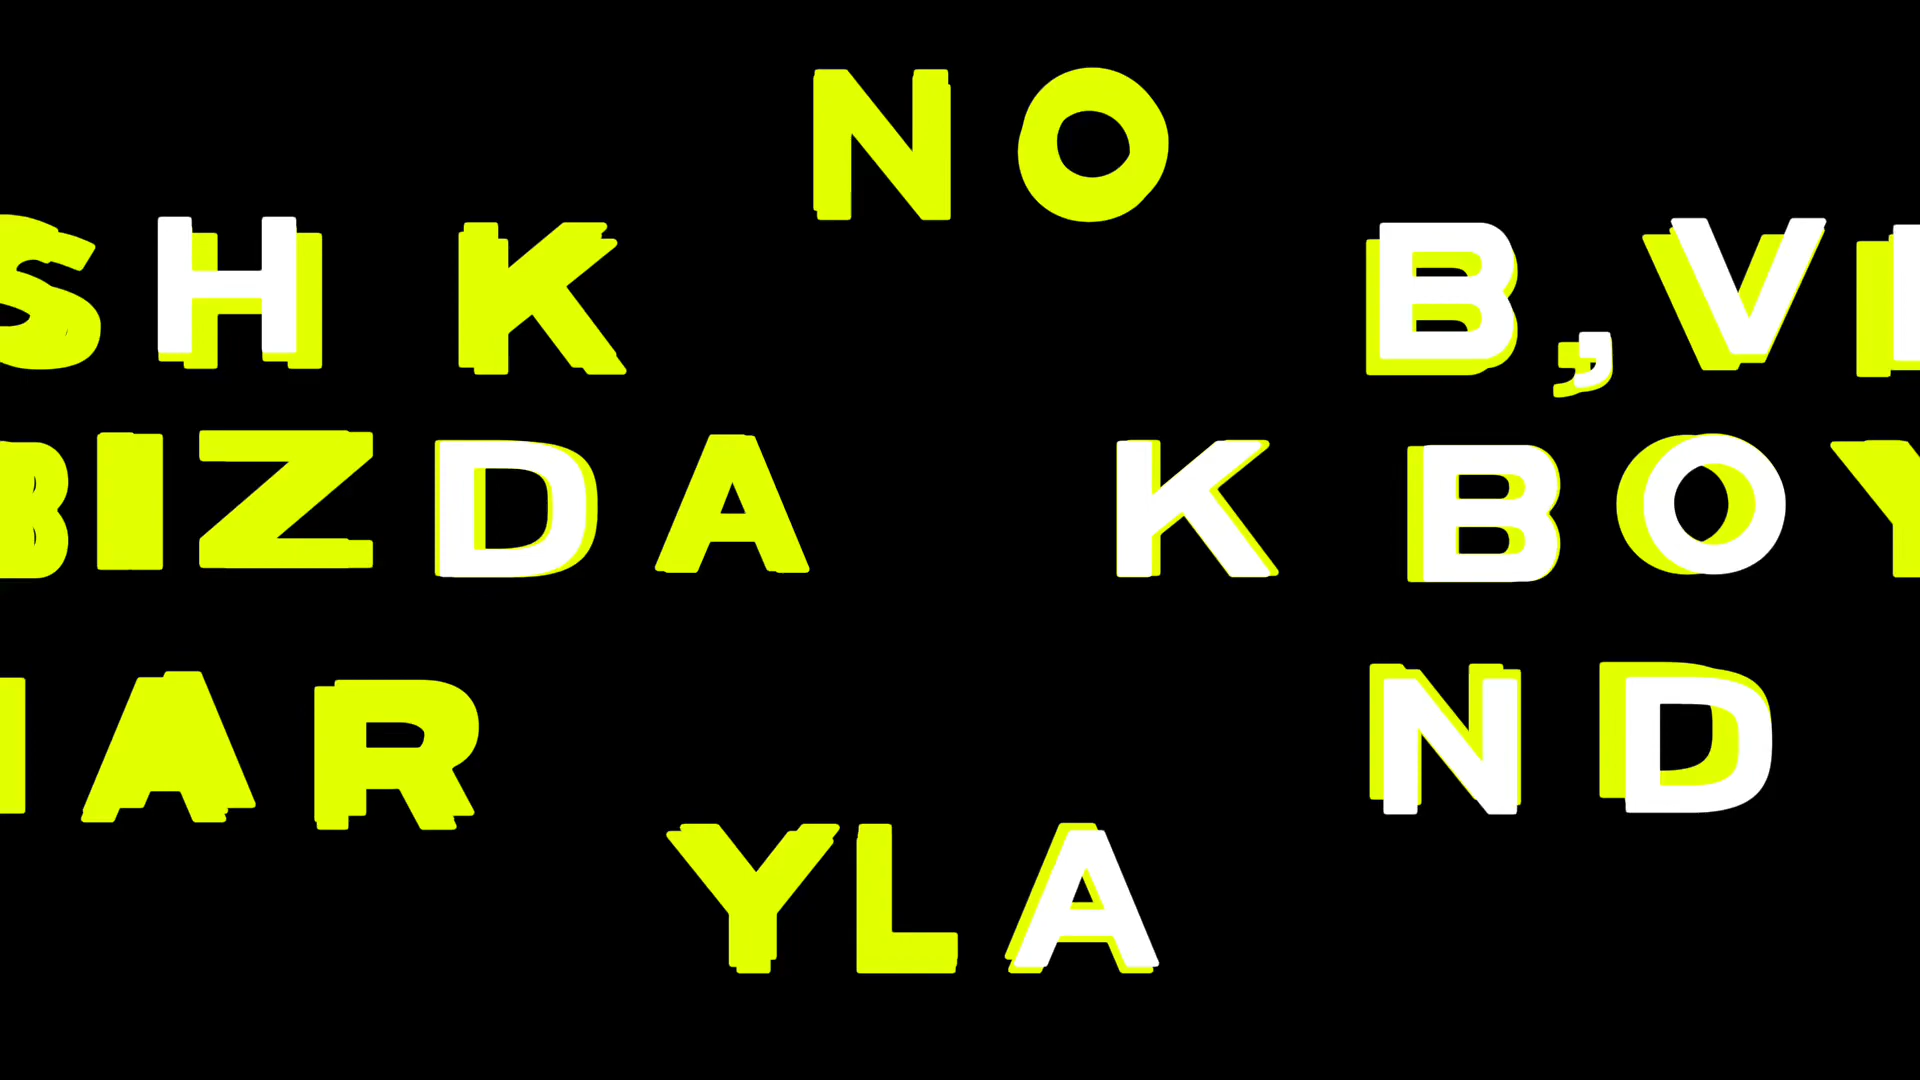 NO
SH K B,V
BIZDA K BOY
AR ND
YLA